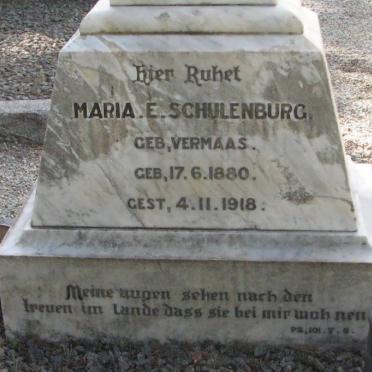 Hier Ruhet
MARIA. E. SCHULENBURG.
GEB, VERMAAS.
GEB, 17.6.1880.
GEST, 4.11.1918.
Meine augen sehen nach den
treuen im Lande dass sie bei mir woh nen
PS, 101. V. 6.